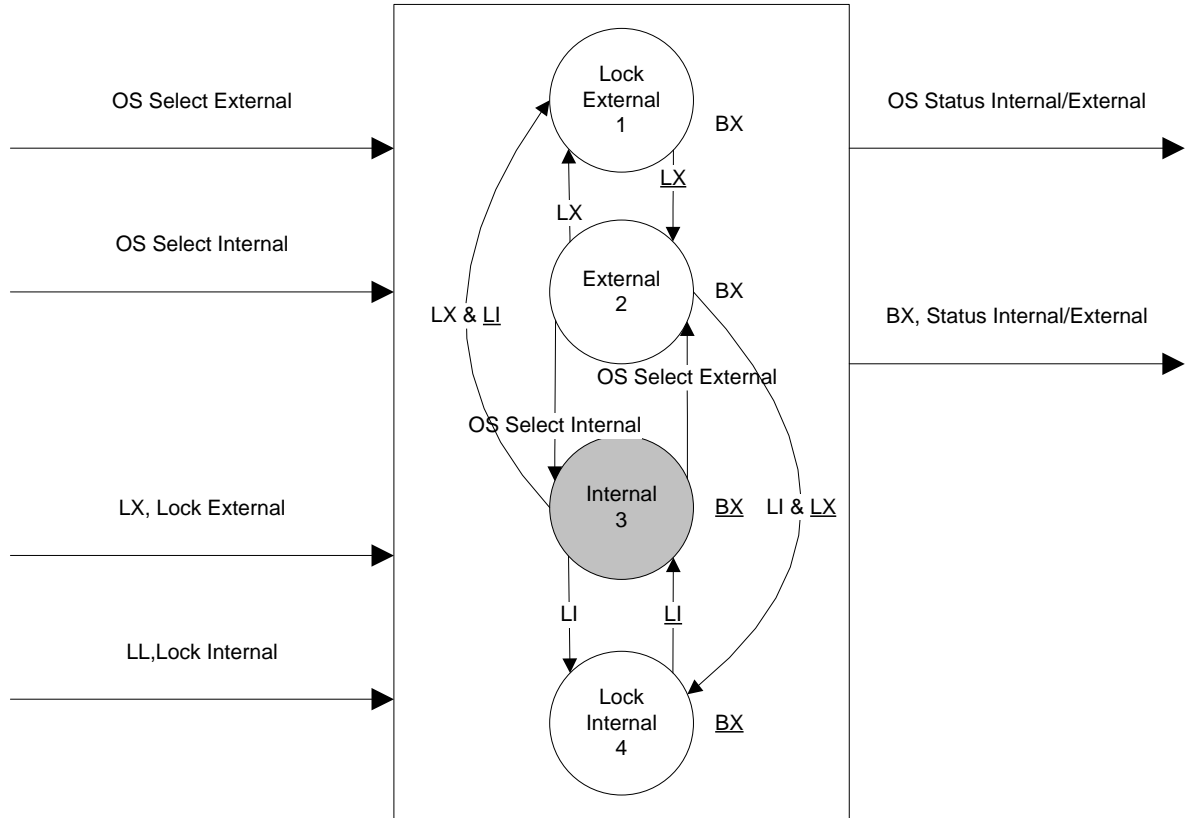 OS Select External
OS Select Internal
LX, Lock External
LL,Lock Internal
Lock
External
1
BX
LX
LX
External
2
BX
LX & LI
OS Select External
OS Select Internal
Internal
3
BX
LI & LX
LI
LI
Lock
Internal
4
BX
OS Status Internal/External
BX, Status Internal/External